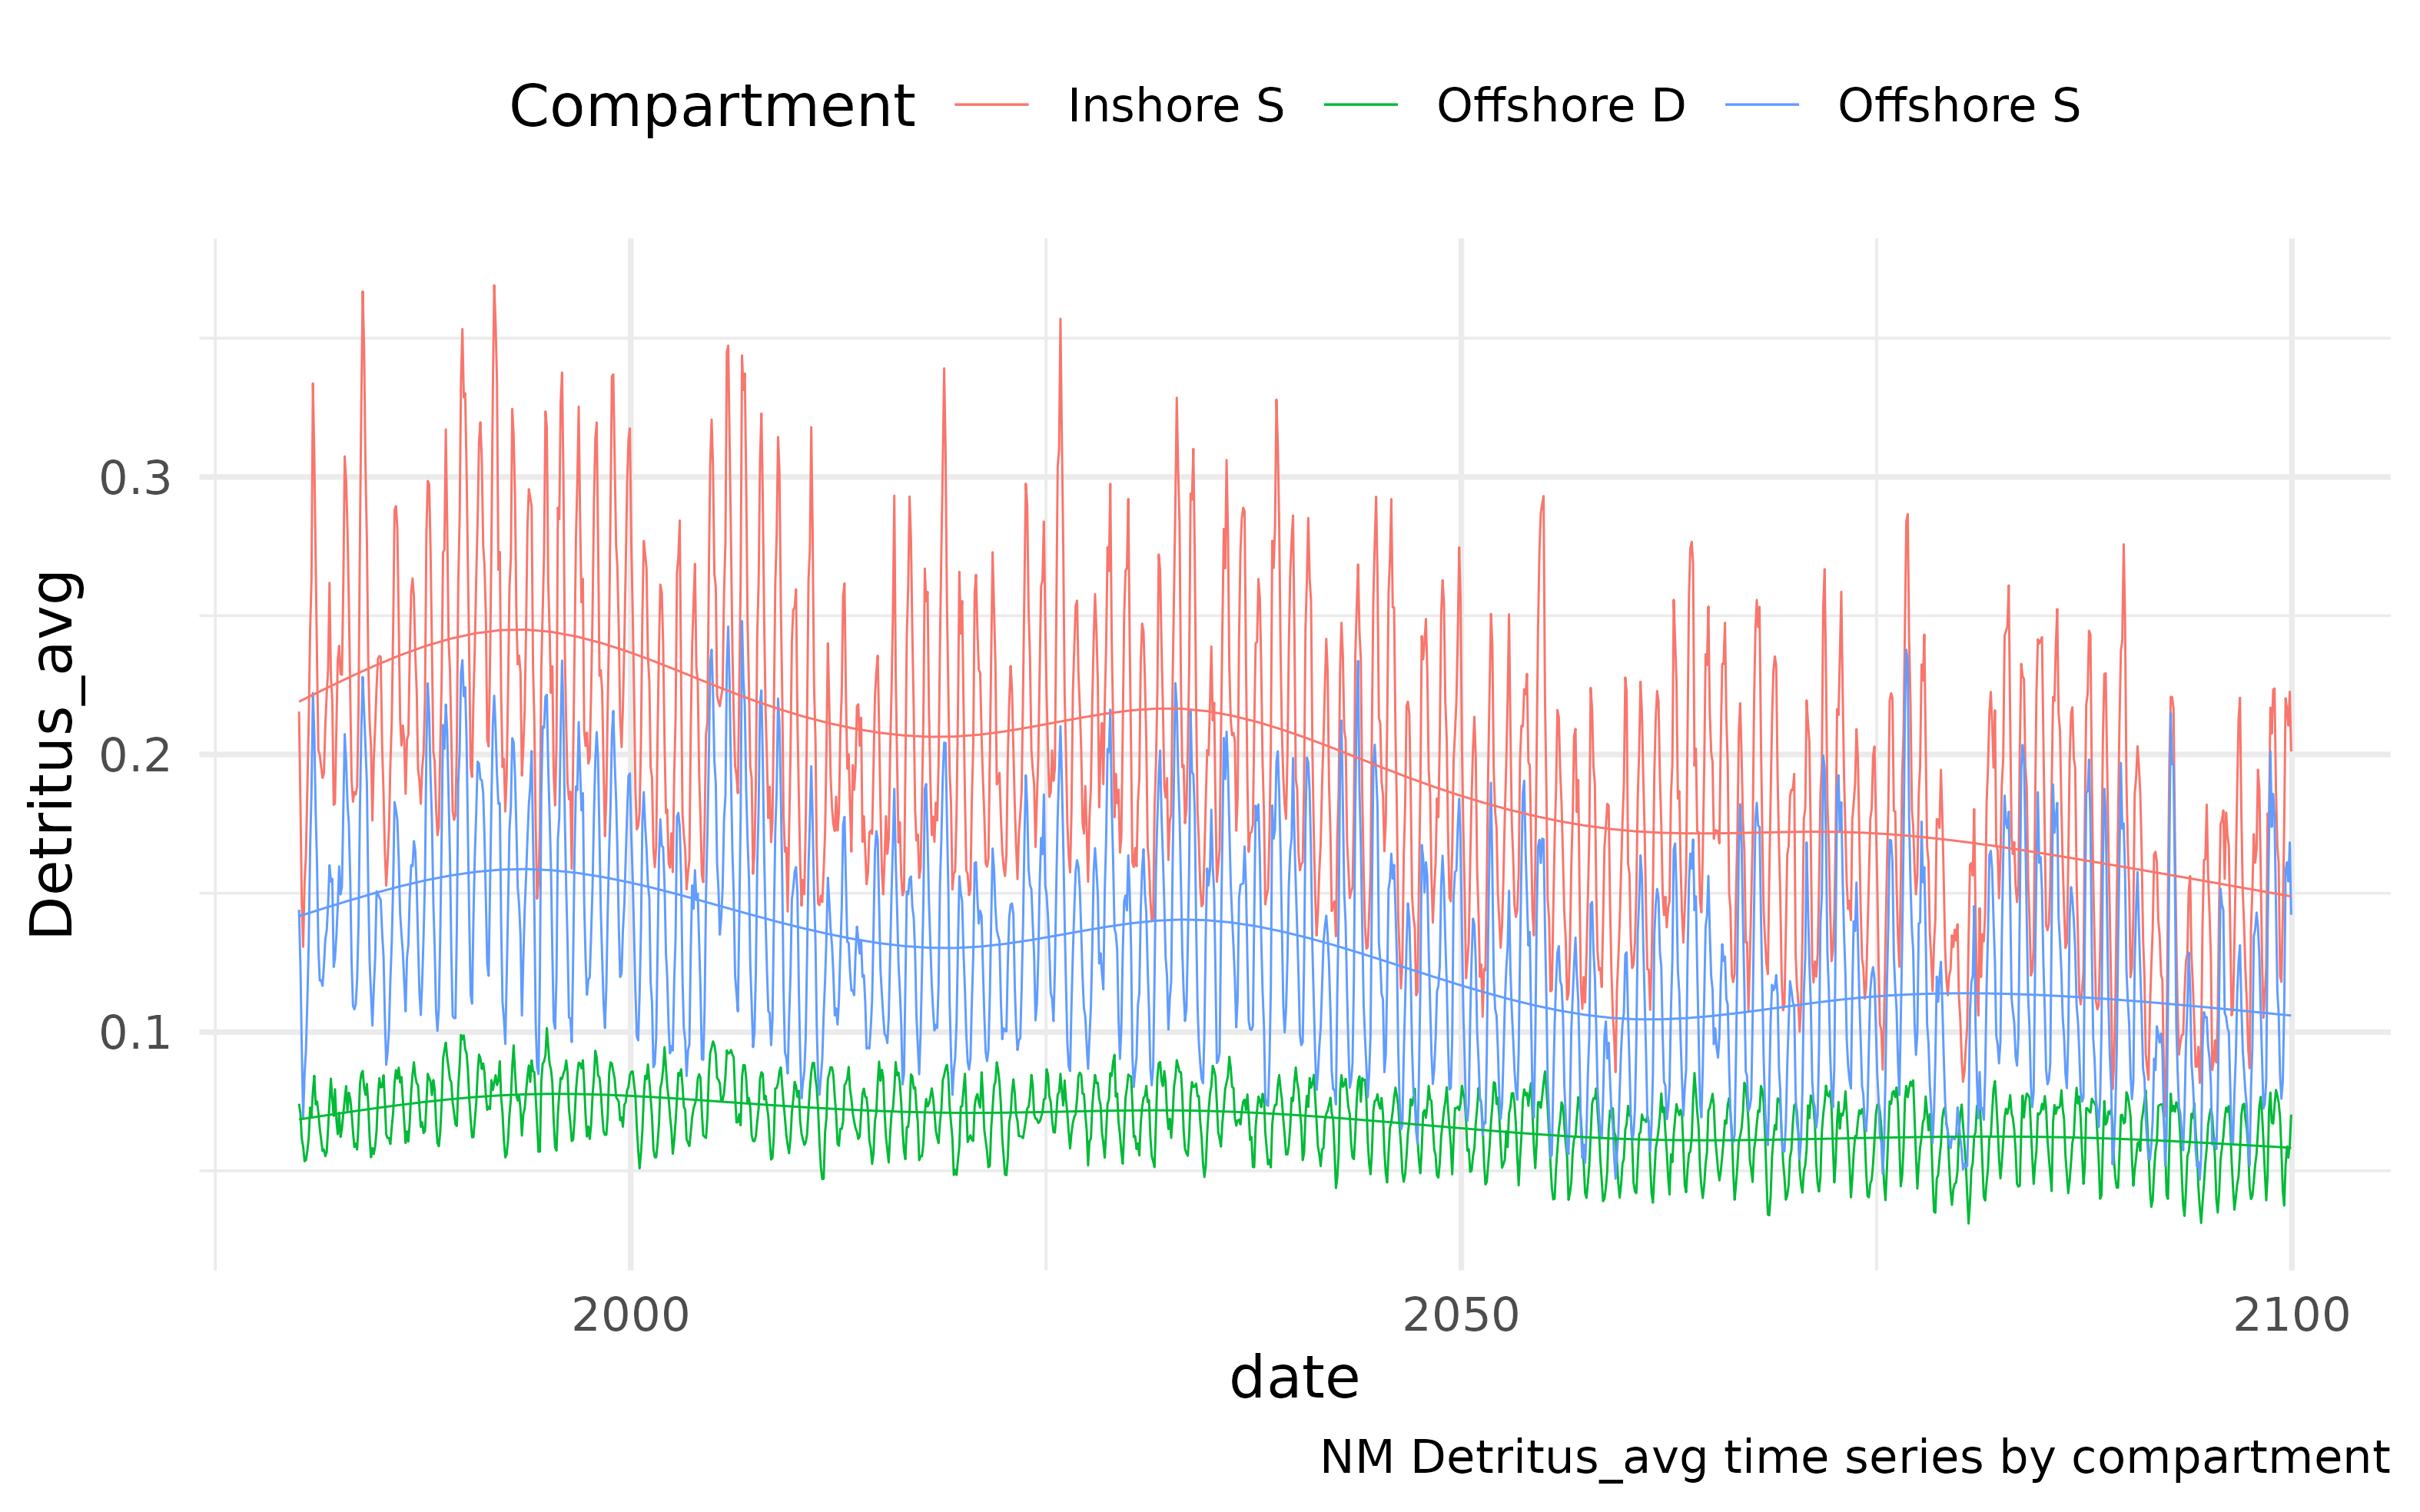 Compartment Inshore S Offshore D Offshore S
Detritus_avg
0.3
0.2
0.1
2000 2050 2100
date
NM Detritus_avg time series by compartment